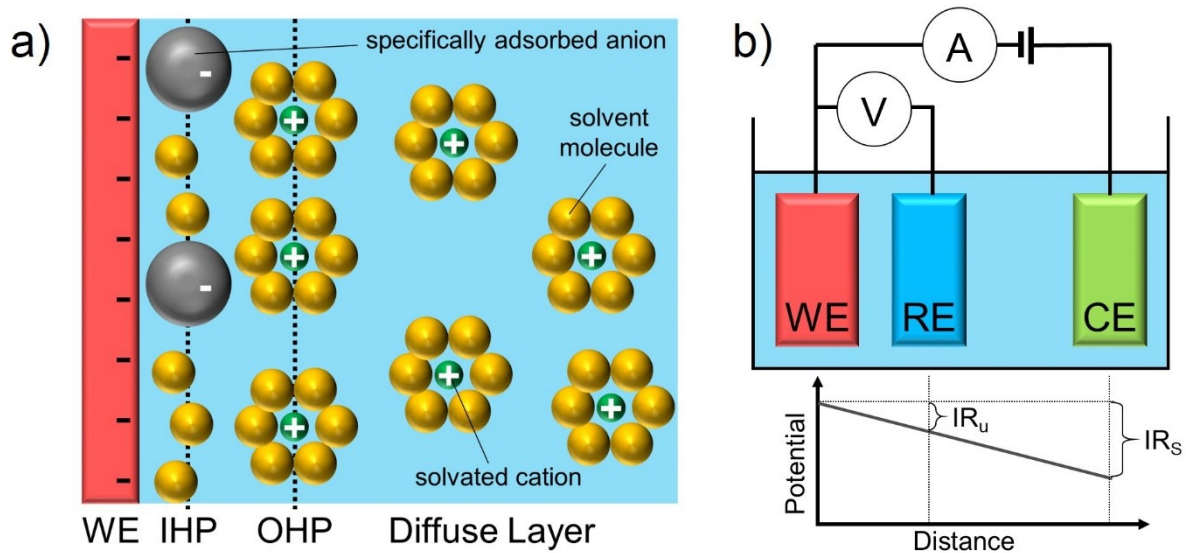 a)
specifically adsorbed anion
-
-
-
-
-
-
-
-
-
-
+
+
+
+
+
+
+
solvent
molecule
solvated cation
WE
IHP
OHP
Diffuse Layer
b)
A
V
WE
RE
CE
IRu
IRS
Potential
Distance